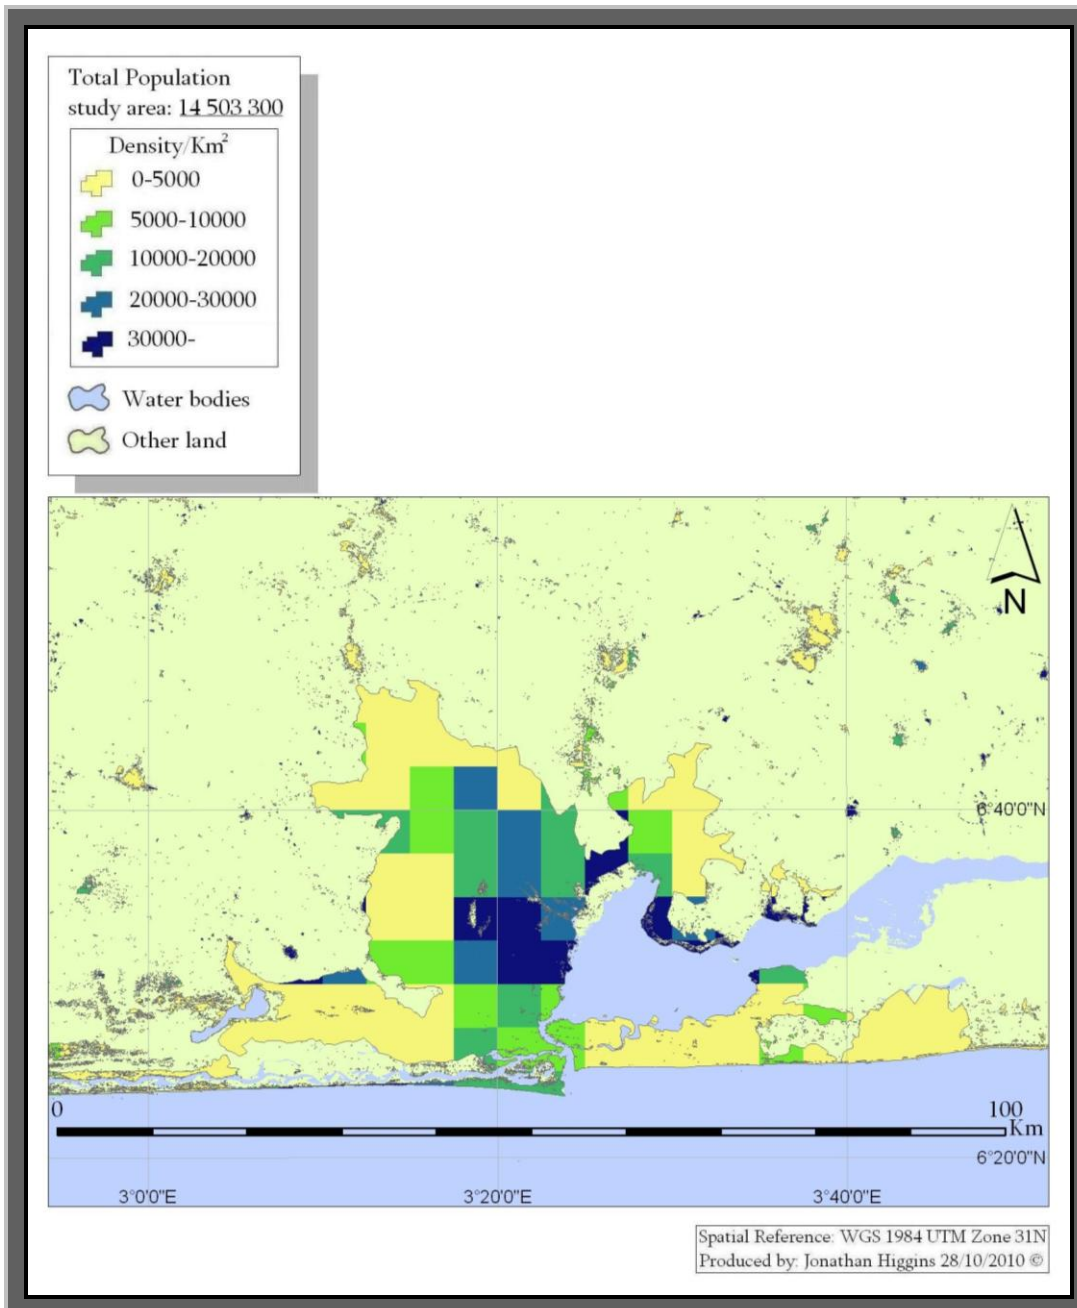 Total Population
study area: 14 503 300
Density/Km²
0-5000
5000-10000
10000-20000
20000-30000
30000-
Water bodies
Other land
N
6°40'0"N
0
100
Km
6°20'0"N
3°0'0"E
3°20'0"E
3°40'0"E
Spatial Reference: WGS 1984 UTM Zone 31N
Produced by: Jonathan Higgins 28/10/2010 ©